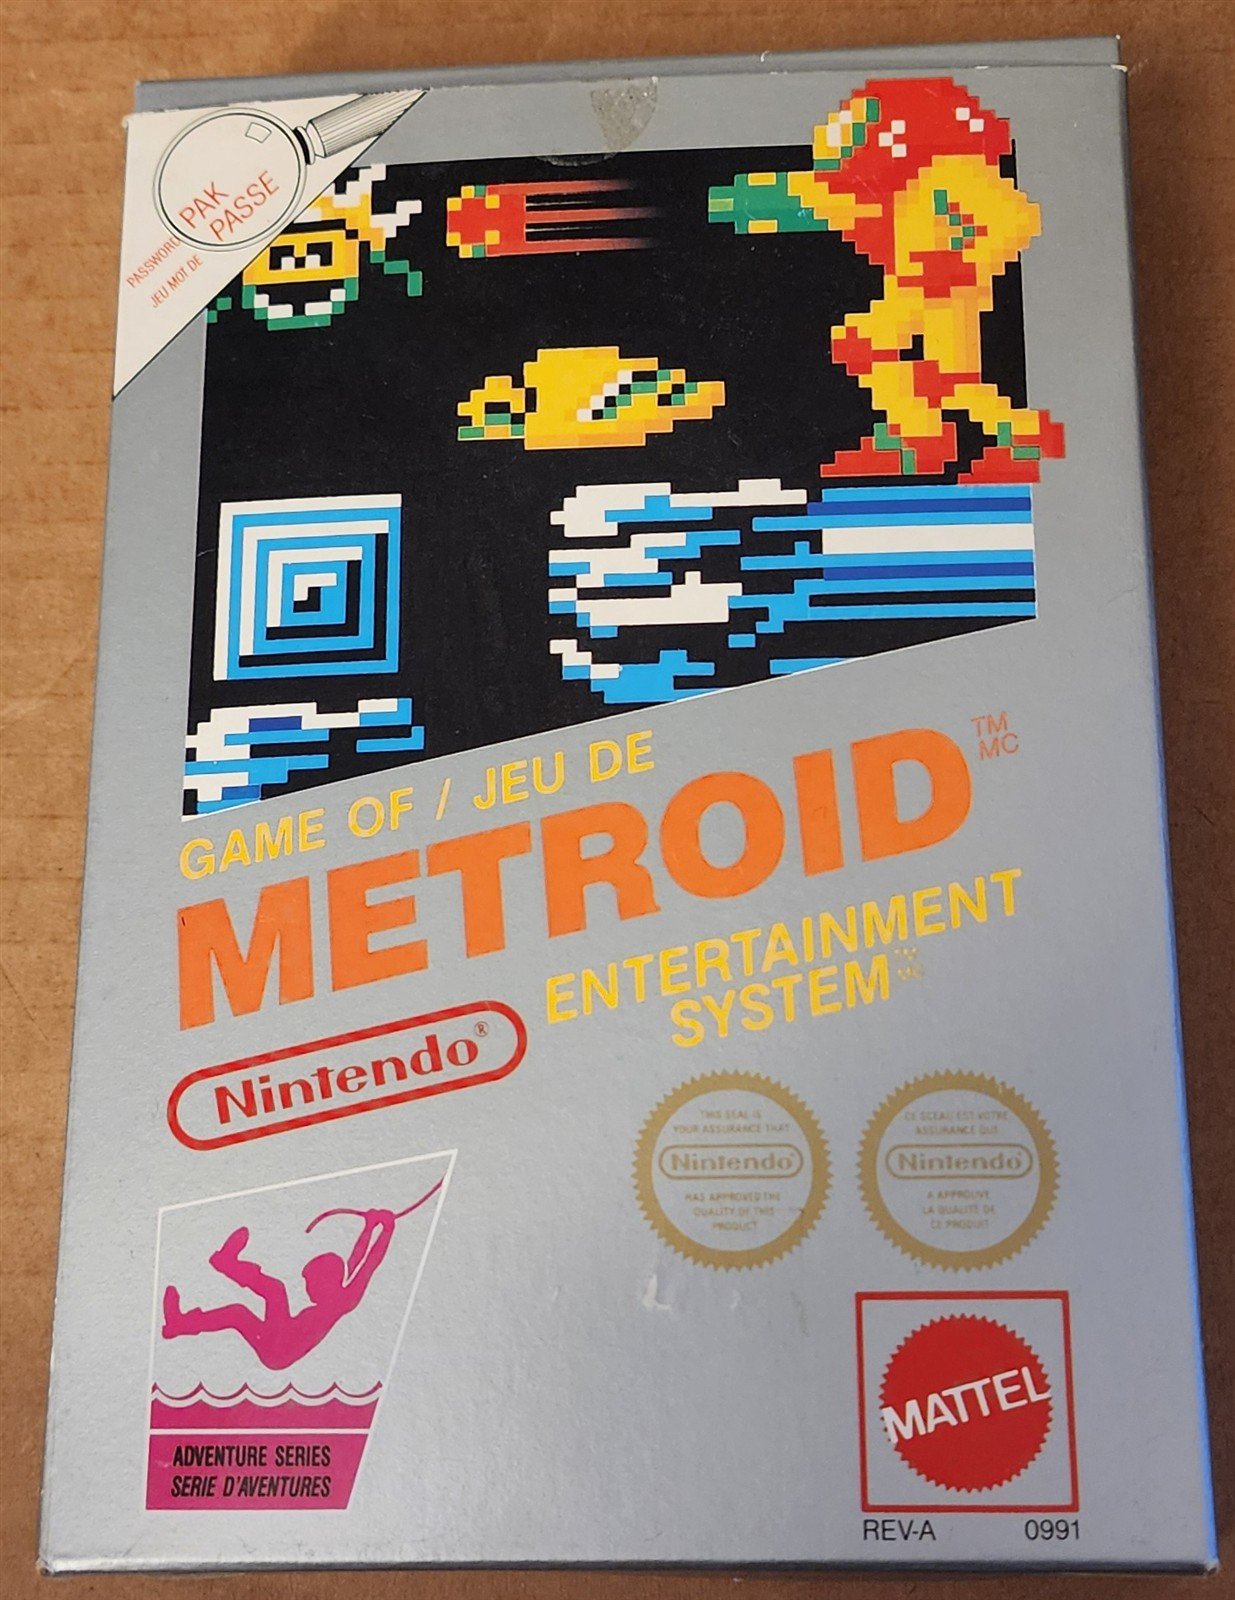 PAK
PASSE
PASSWORD
JEU MOT DE
GAME OF / JEU DE
METROID
TM
MC
ENTERTAINMENT
SYSTEM
Nintendo®
THIS SEAL IS
YOUR ASSURANCE THAT
Nintendo®
HAS APPROVED THE
QUALITY OF THIS
PRODUCT
CE SCEAU EST VOTRE
ASSURANCE QUE
Nintendo®
A APPROUVE
LA QUALITE DE
CE PRODUIT
ADVENTURE SERIES
SERIE D'AVENTURES
MATTEL
REV-A 0991